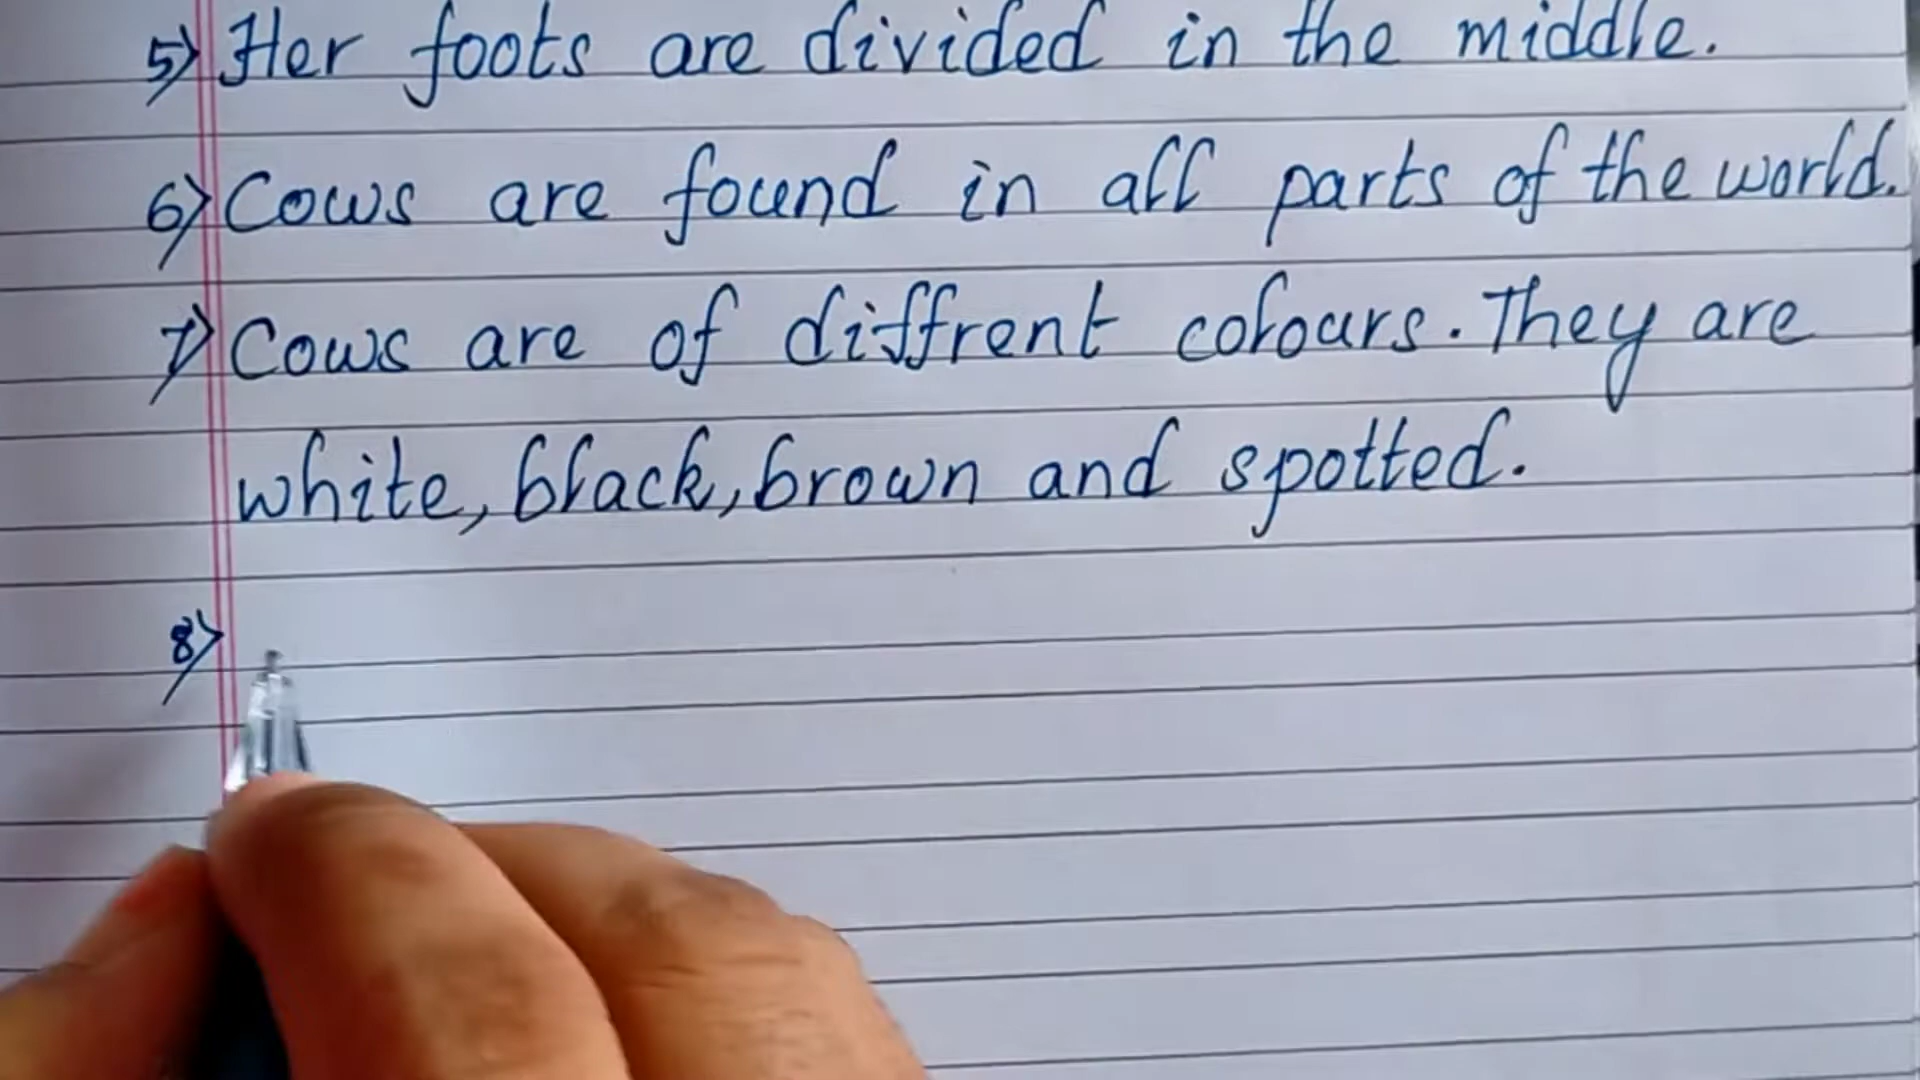 5) Her foots are divided in the middle.
6) Cows are found in all parts of the world.
7) Cows are of diffrent colours. They are
white, black, brown and spotted.
8)